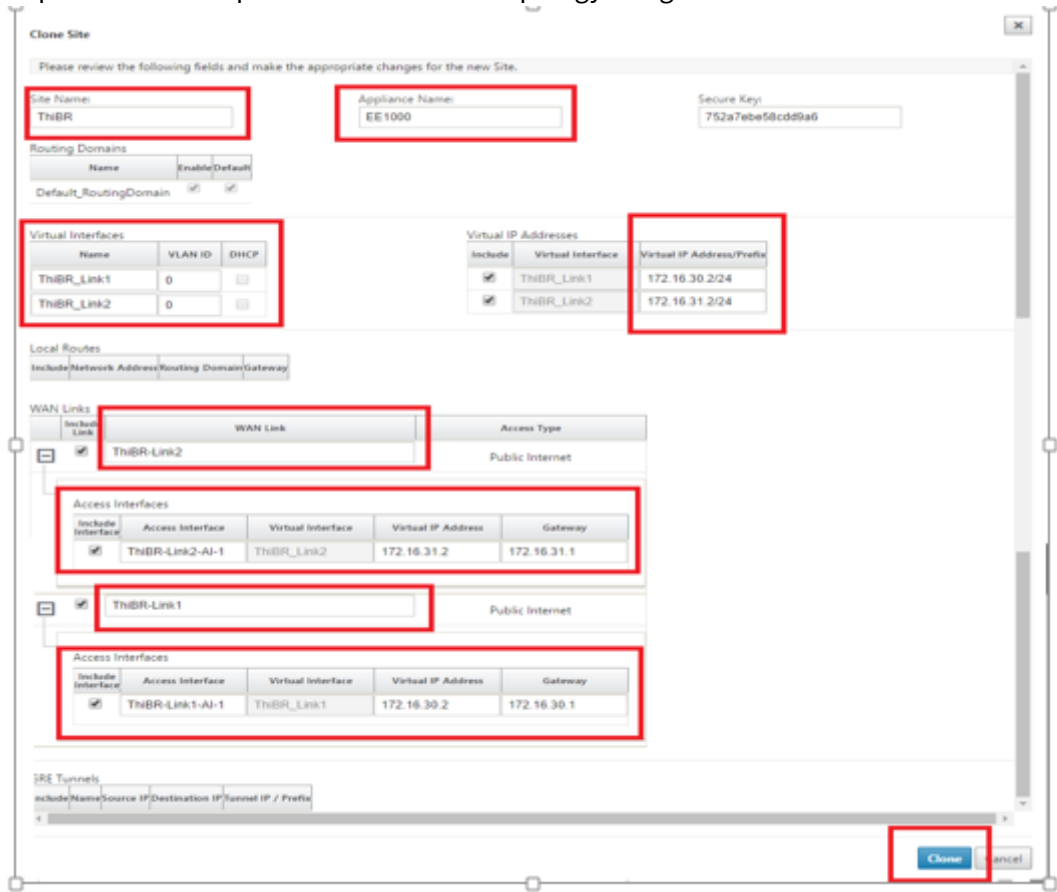 Clone Site
Please review the following fields and make the appropriate changes for the new Site.
Site Name: Appliance Name: Secure Key:
ThiBR EE1000 752a7ebe58cdd9a6
Routing Domains
Name Enable Default
Default_RoutingDomain
Virtual Interfaces Virtual IP Addresses
Name VLAN ID DHCP Include Virtual Interface Virtual IP Address/Prefix
ThiBR_Link1 0 ThiBR_Link1 172.16.30.2/24
ThiBR_Link2 0 ThiBR_Link2 172.16.31.2/24
Local Routes
Include Network Address Routing Domain Gateway
WAN Links
Include Link WAN Link Access Type
ThiBR-Link2 Public Internet
Access Interfaces
Include Interface Access Interface Virtual Interface Virtual IP Address Gateway
ThiBR-Link2-AI-1 ThiBR_Link2 172.16.31.2 172.16.31.1
ThiBR-Link1 Public Internet
Access Interfaces
Include Interface Access Interface Virtual Interface Virtual IP Address Gateway
ThiBR-Link1-AI-1 ThiBR_Link1 172.16.30.2 172.16.30.1
GRE Tunnels
nclude Name Source IP Destination IP Tunnel IP / Prefix
Clone Cancel